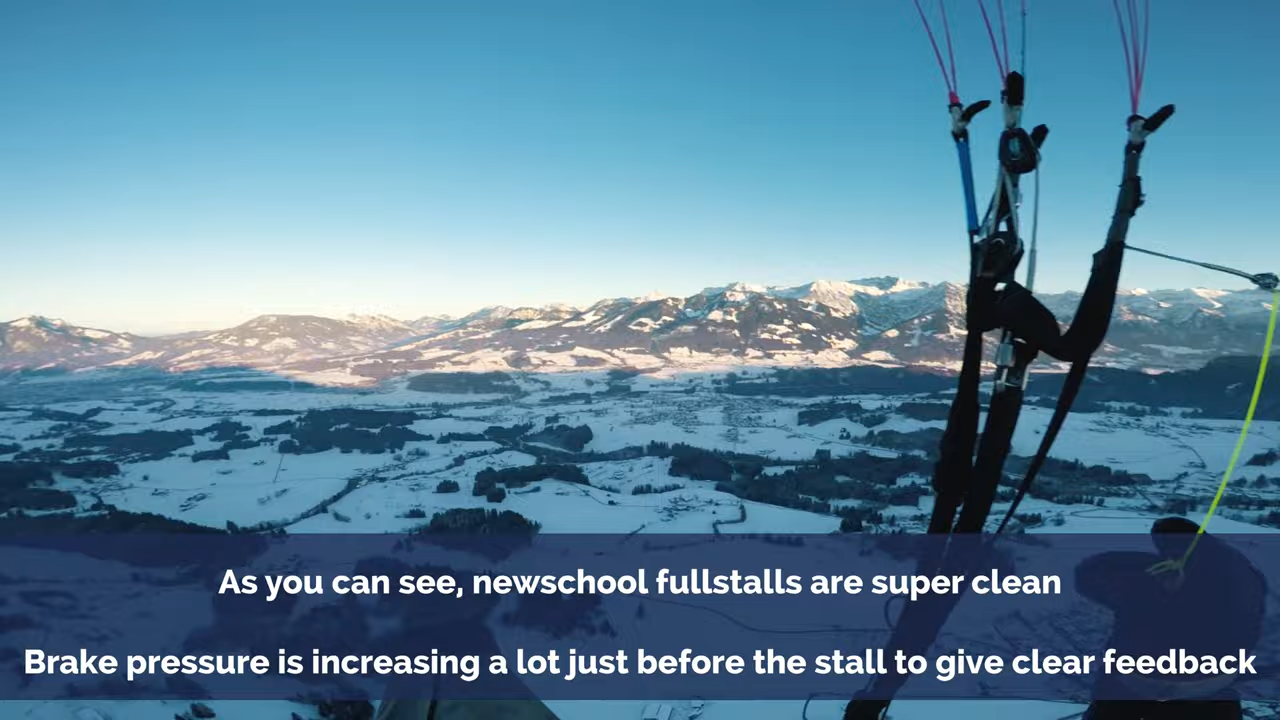 As you can see, newschool fullstalls are super clean
Brake pressure is increasing a lot just before the stall to give clear feedback